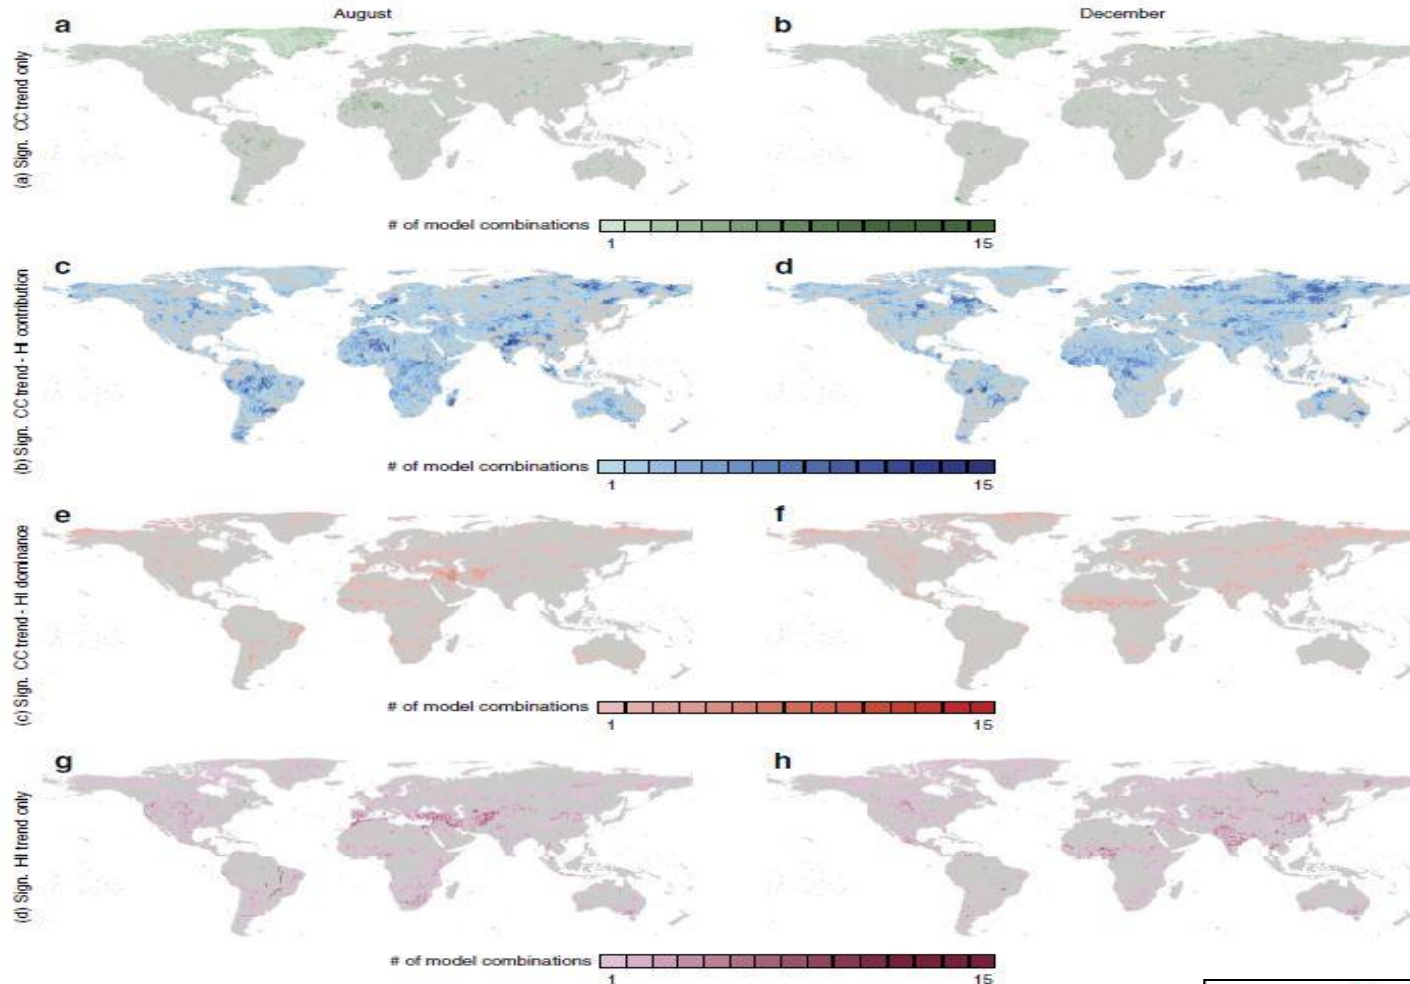 August
December
a
b
(a) Sign. CC trend only
# of model combinations
1
15
c
d
(b) Sign. CC trend - HI contribution
# of model combinations
1
15
e
f
(c) Sign. CC trend - HI dominance
# of model combinations
1
15
g
h
(d) Sign. HI trend only
# of model combinations
1
15